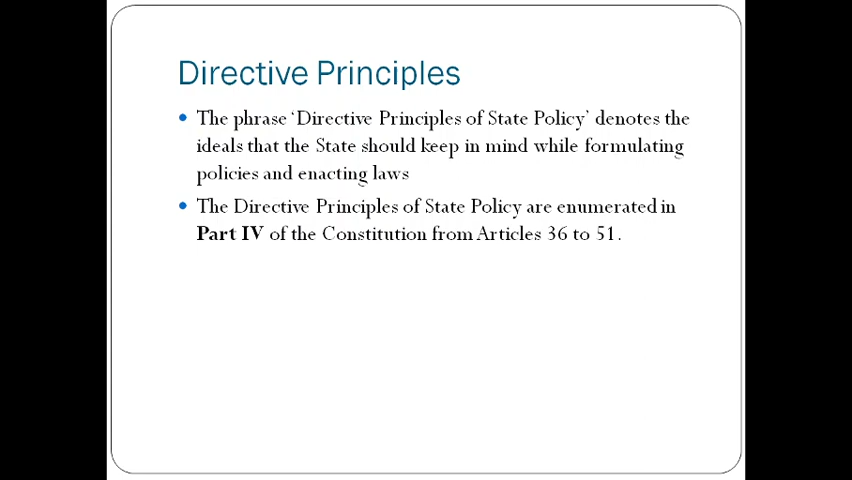 Directive Principles
• The phrase ‘Directive Principles of State Policy’ denotes the
ideals that the State should keep in mind while formulating
policies and enacting laws
• The Directive Principles of State Policy are enumerated in
Part IV of the Constitution from Articles 36 to 51.